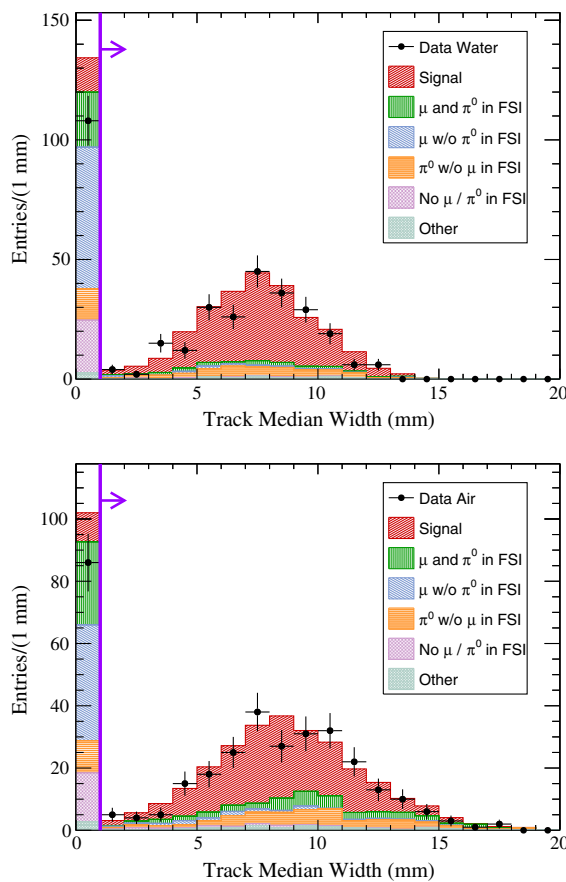 150
100
50
0
Entries/(1 mm)
Data Water
Signal
μ and π⁰ in FSI
μ w/o π⁰ in FSI
π⁰ w/o μ in FSI
No μ / π⁰ in FSI
Other
0 5 10 15 20
Track Median Width (mm)
100
80
60
40
20
0
Entries/(1 mm)
Data Air
Signal
μ and π⁰ in FSI
μ w/o π⁰ in FSI
π⁰ w/o μ in FSI
No μ / π⁰ in FSI
Other
0 5 10 15 20
Track Median Width (mm)